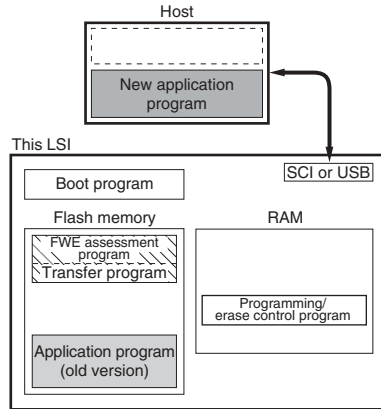 Host
New application
program
This LSI
SCI or USB
Boot program
Flash memory
RAM
FWE assessment
program
Transfer program
Programming/
erase control program
Application program
(old version)